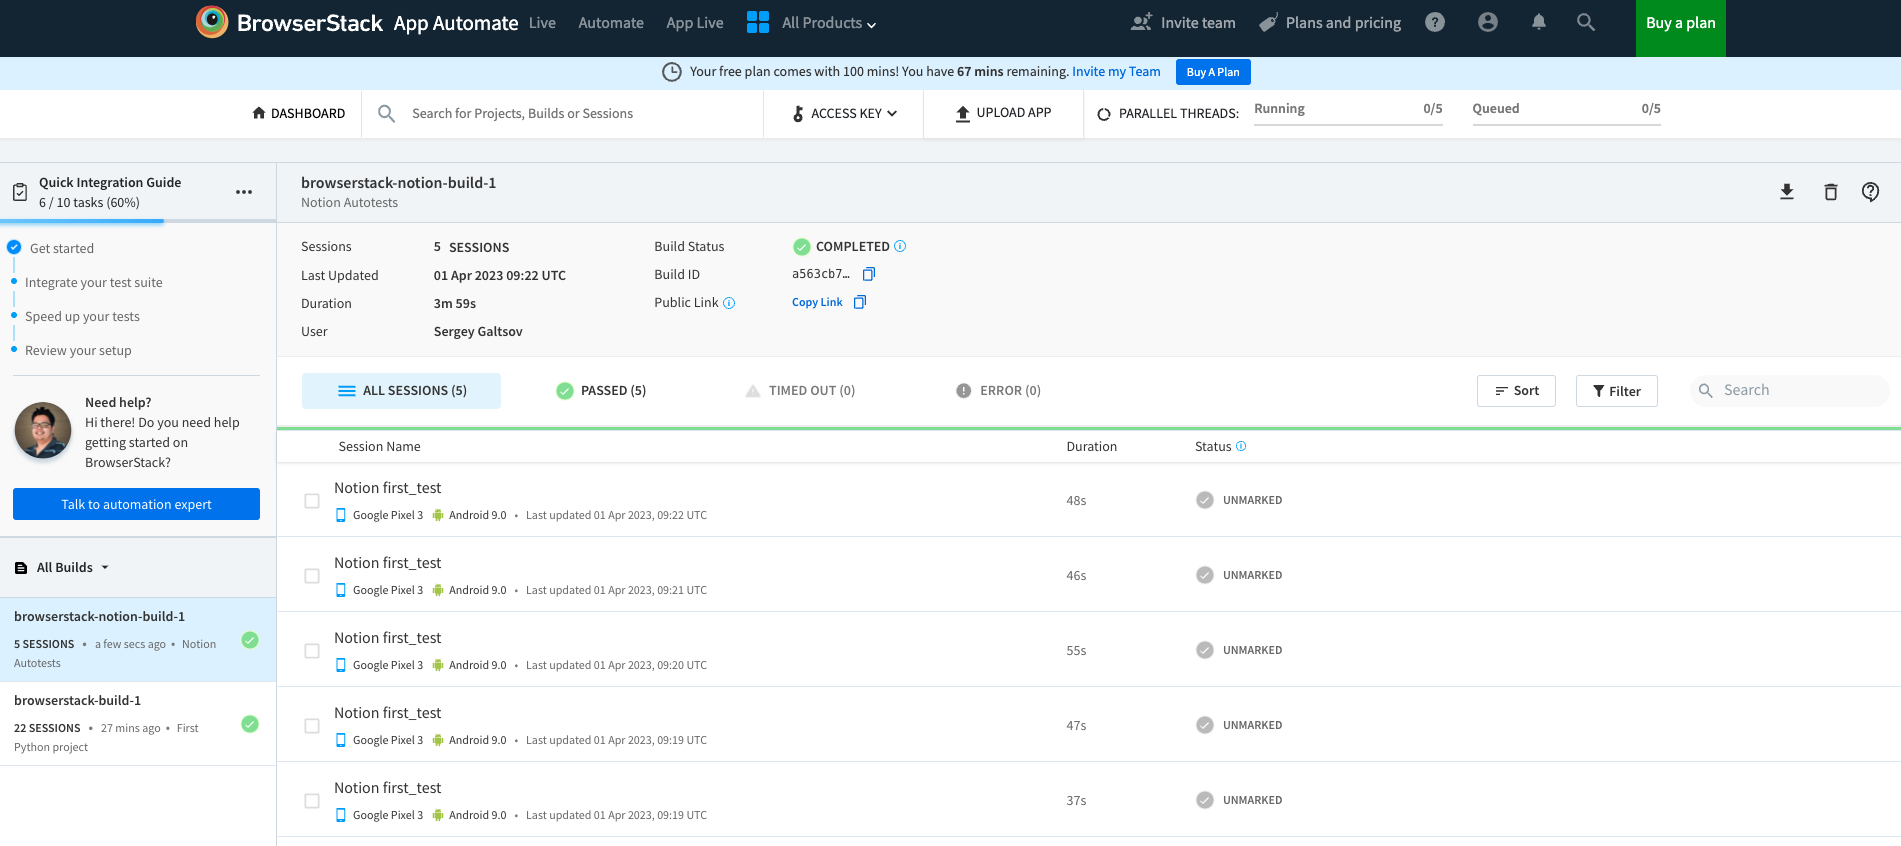 BrowserStack App Automate Live Automate App Live All Products Invite team Plans and pricing Buy a plan
Your free plan comes with 100 mins! You have 67 mins remaining. Invite my Team Buy A Plan
DASHBOARD Search for Projects, Builds or Sessions ACCESS KEY UPLOAD APP PARALLEL THREADS: Running 0/5 Queued 0/5
Quick Integration Guide
6 / 10 tasks (60%)
Get started
Integrate your test suite
Speed up your tests
Review your setup
Need help?
Hi there! Do you need help
getting started on
BrowserStack?
Talk to automation expert
All Builds
browserstack-notion-build-1
5 SESSIONS • a few secs ago • Notion
Autotests
browserstack-build-1
22 SESSIONS • 27 mins ago • First
Python project
browserstack-notion-build-1
Notion Autotests
Sessions 5 SESSIONS
Last Updated 01 Apr 2023 09:22 UTC
Duration 3m 59s
User Sergey Galtsov
Build Status COMPLETED
Build ID a563cb7...
Public Link Copy Link
ALL SESSIONS (5) PASSED (5) TIMED OUT (0) ERROR (0) Sort Filter Search
Session Name Duration Status
Notion first_test
Google Pixel 3 Android 9.0 • Last updated 01 Apr 2023, 09:22 UTC
48s UNMARKED
Notion first_test
Google Pixel 3 Android 9.0 • Last updated 01 Apr 2023, 09:21 UTC
46s UNMARKED
Notion first_test
Google Pixel 3 Android 9.0 • Last updated 01 Apr 2023, 09:20 UTC
55s UNMARKED
Notion first_test
Google Pixel 3 Android 9.0 • Last updated 01 Apr 2023, 09:19 UTC
47s UNMARKED
Notion first_test
Google Pixel 3 Android 9.0 • Last updated 01 Apr 2023, 09:19 UTC
37s UNMARKED